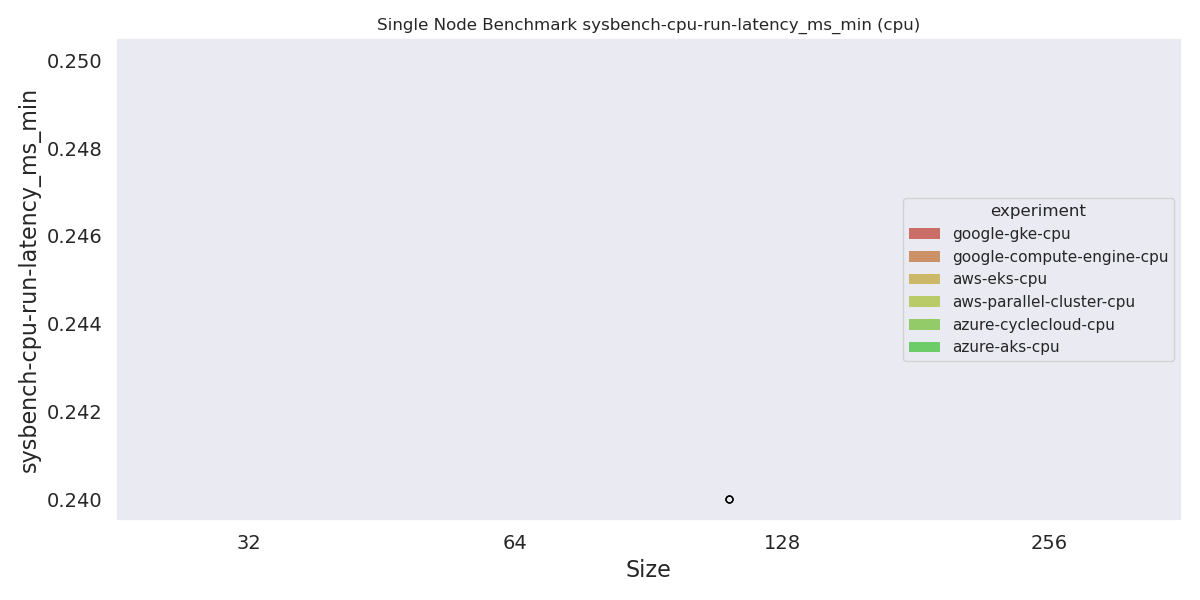 Single Node Benchmark sysbench-cpu-run-latency_ms_min (cpu)
sysbench-cpu-run-latency_ms_min
0.250
0.248
0.246
0.244
0.242
0.240
experiment
google-gke-cpu
google-compute-engine-cpu
aws-eks-cpu
aws-parallel-cluster-cpu
azure-cyclecloud-cpu
azure-aks-cpu
32 64 128 256
Size